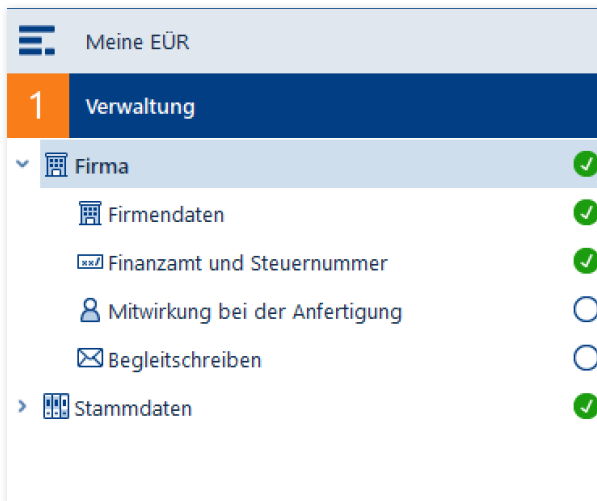 Meine EÜR
1 Verwaltung
Firma
Firmendaten
Finanzamt und Steuernummer
Mitwirkung bei der Anfertigung
Begleitschreiben
Stammdaten